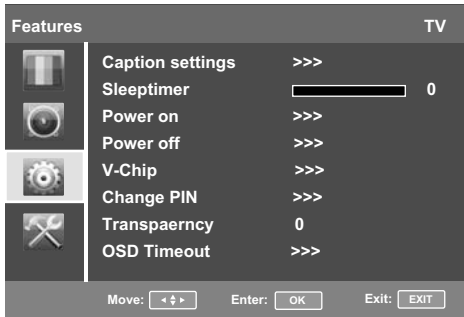 Features TV
Caption settings >>>
Sleeptimer 0
Power on >>>
Power off >>>
V-Chip >>>
Change PIN >>>
Transpaerncy 0
OSD Timeout >>>
Move: Enter: OK Exit: EXIT